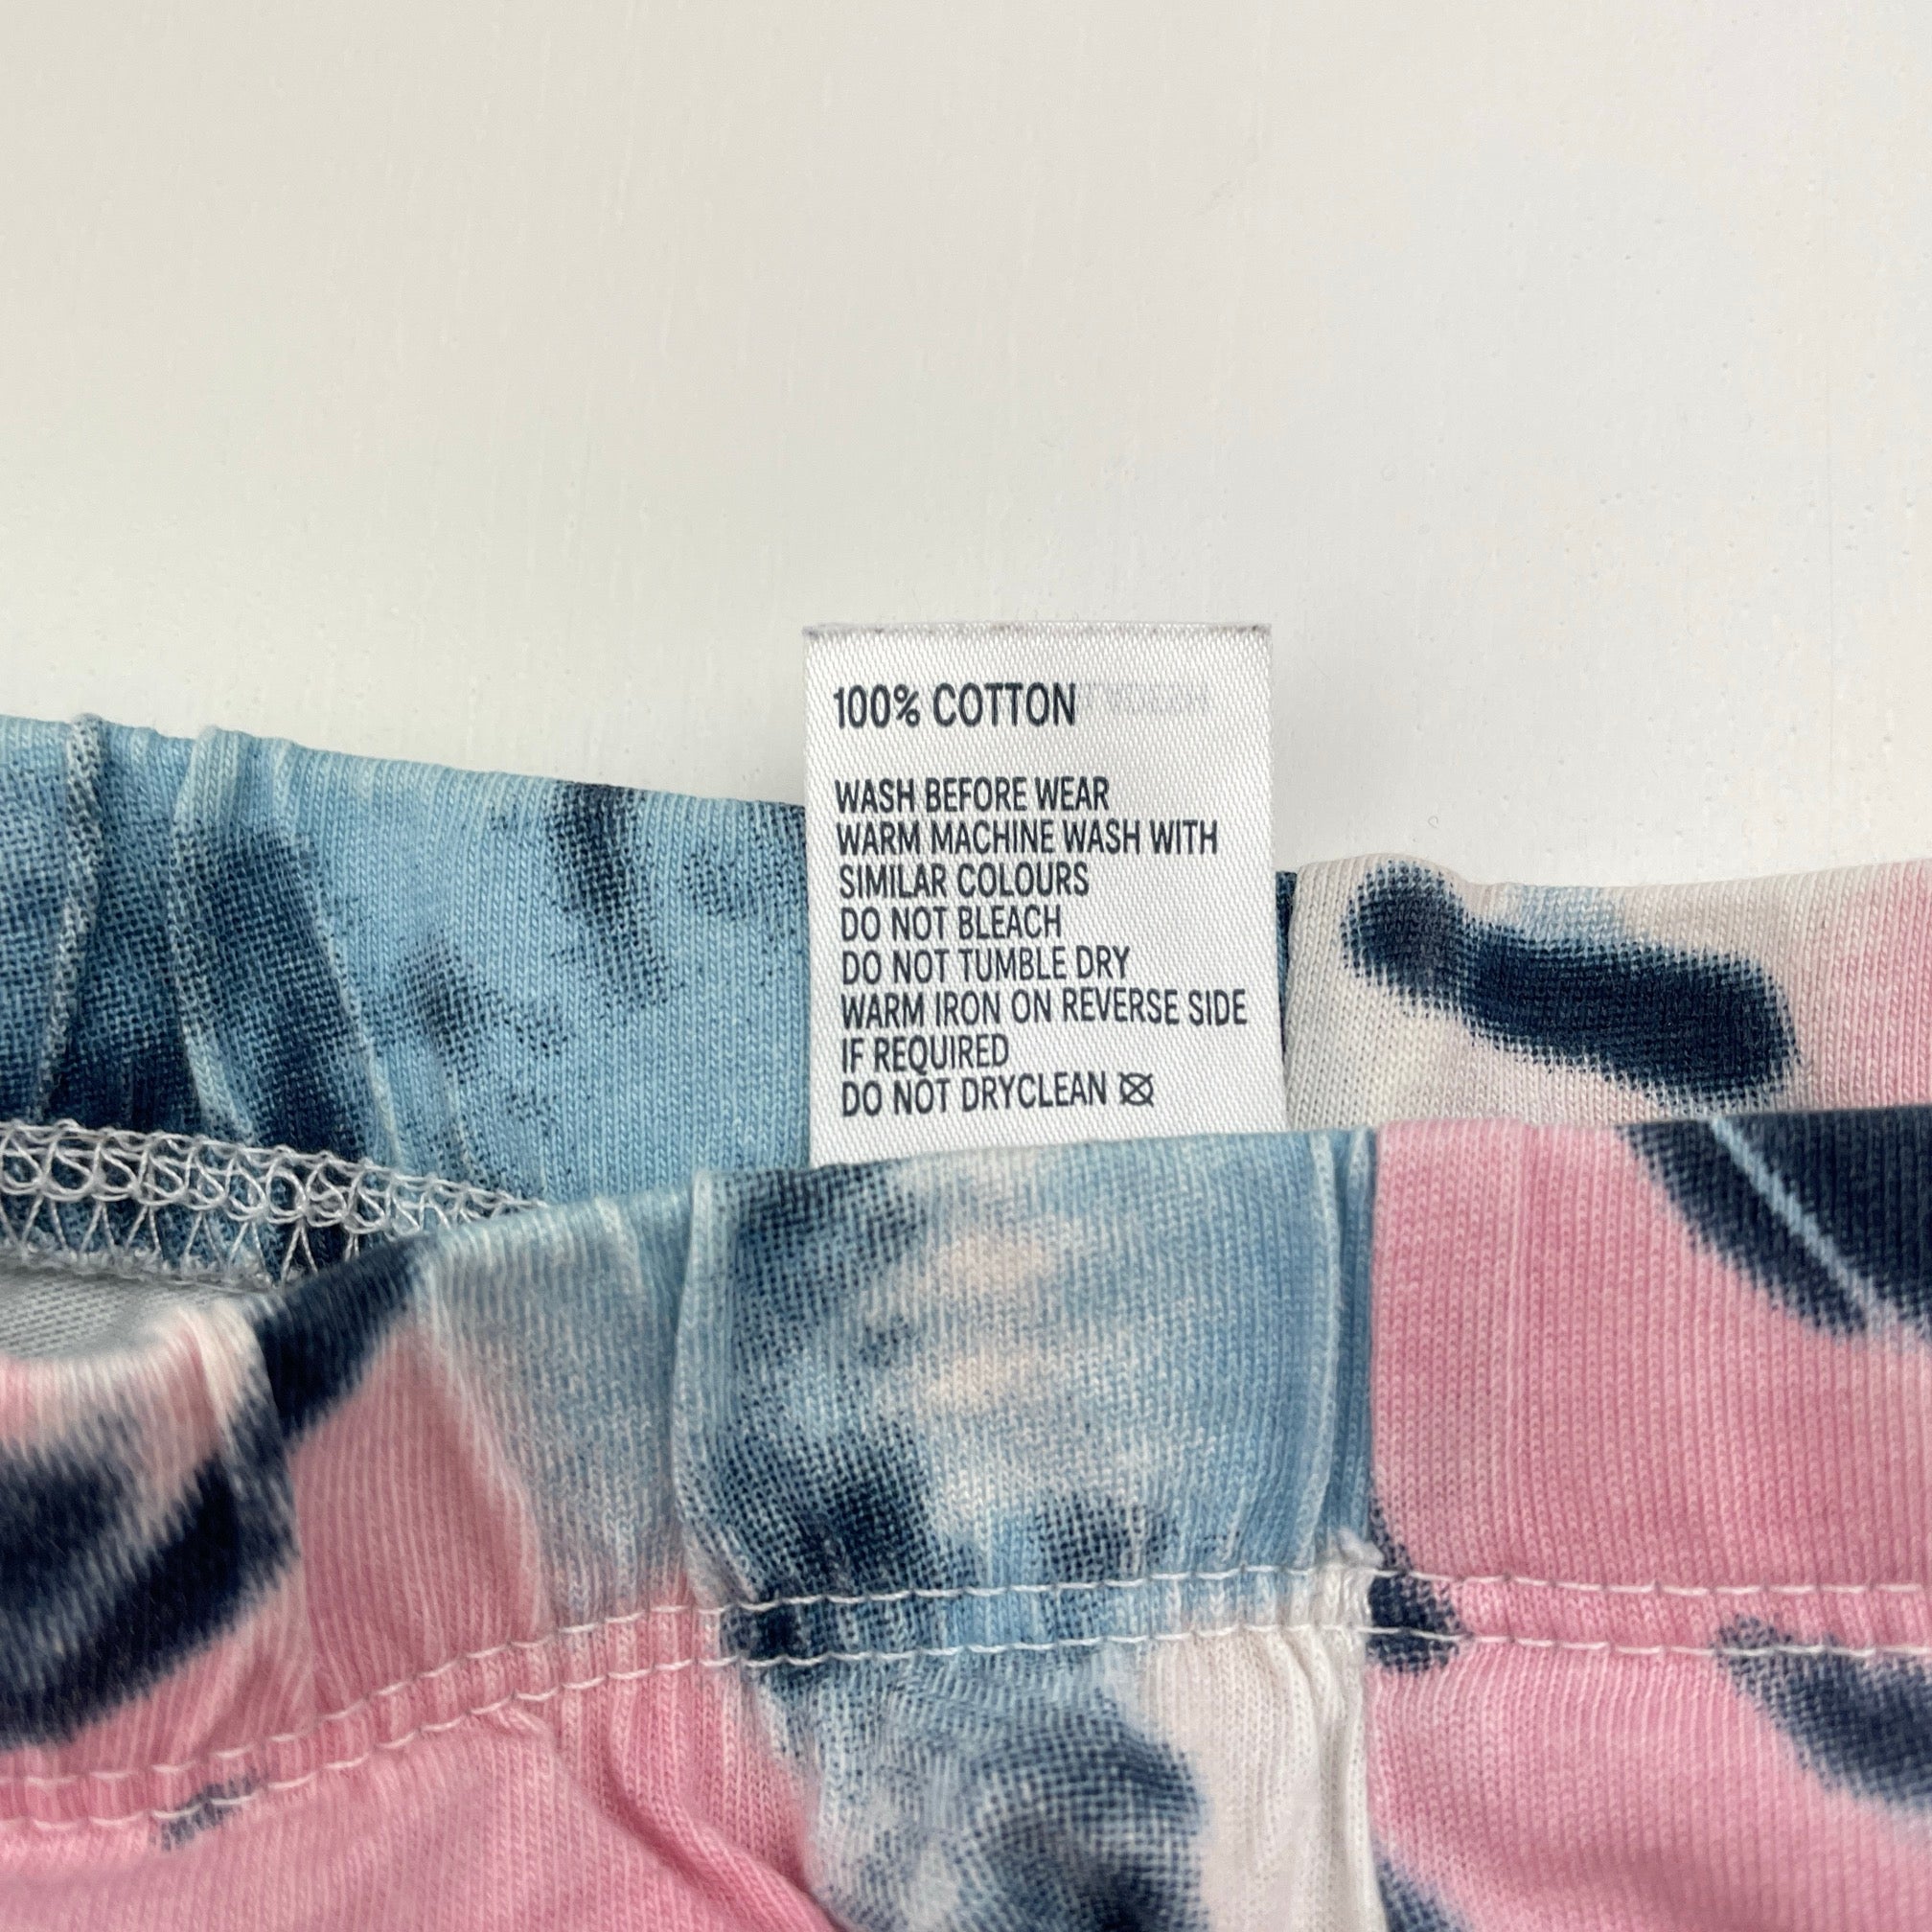 100% COTTON
WASH BEFORE WEAR
WARM MACHINE WASH WITH
SIMILAR COLOURS
DO NOT BLEACH
DO NOT TUMBLE DRY
WARM IRON ON REVERSE SIDE
IF REQUIRED
DO NOT DRYCLEAN